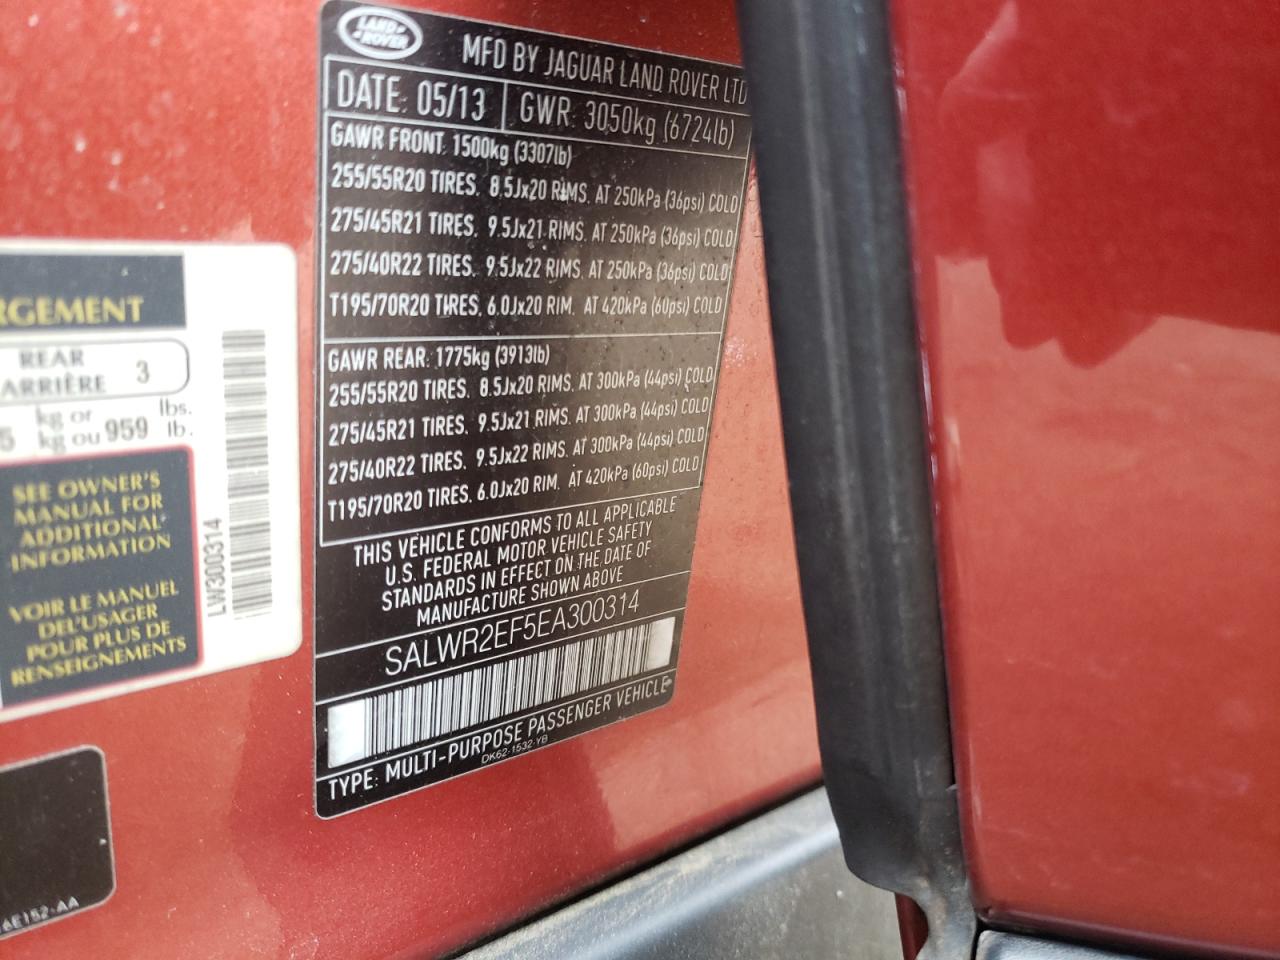 LAND ROVER
MFD BY JAGUAR LAND ROVER LTD
DATE: 05/13 GWR: 3050kg (6724lb)
GAWR FRONT: 1500kg (3307lb)
255/55R20 TIRES. 8.5Jx20 RIMS. AT 250kPa (36psi) COLD
275/45R21 TIRES. 9.5Jx21 RIMS. AT 250kPa (36psi) COLD
275/40R22 TIRES. 9.5Jx22 RIMS. AT 250kPa (36psi) COLD
T195/70R20 TIRES. 6.0Jx20 RIM. AT 420kPa (60psi) COLD
GAWR REAR: 1775kg (3913lb)
255/55R20 TIRES. 8.5Jx20 RIMS. AT 300kPa (44psi) COLD
275/45R21 TIRES. 9.5Jx21 RIMS. AT 300kPa (44psi) COLD
275/40R22 TIRES. 9.5Jx22 RIMS. AT 300kPa (44psi) COLD
T195/70R20 TIRES. 6.0Jx20 RIM. AT 420kPa (60psi) COLD
THIS VEHICLE CONFORMS TO ALL APPLICABLE
U.S. FEDERAL MOTOR VEHICLE SAFETY
STANDARDS IN EFFECT ON THE DATE OF
MANUFACTURE SHOWN ABOVE
SALWR2EF5EA300314
TYPE: MULTI-PURPOSE PASSENGER VEHICLE
DK62-1532-YB
RGEMENT
REAR
ARRIÈRE 3
5 kg or 959 lbs.
kg ou lb.
SEE OWNER'S
MANUAL FOR
ADDITIONAL
INFORMATION
VOIR LE MANUEL
DEL'USAGER
POUR PLUS DE
RENSEIGNEMENTS
LW300314
6E152-AA